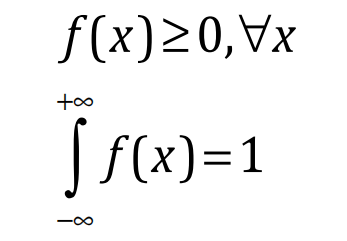 f(x)≥0,∀x
+∞
∫ f(x)=1
−∞